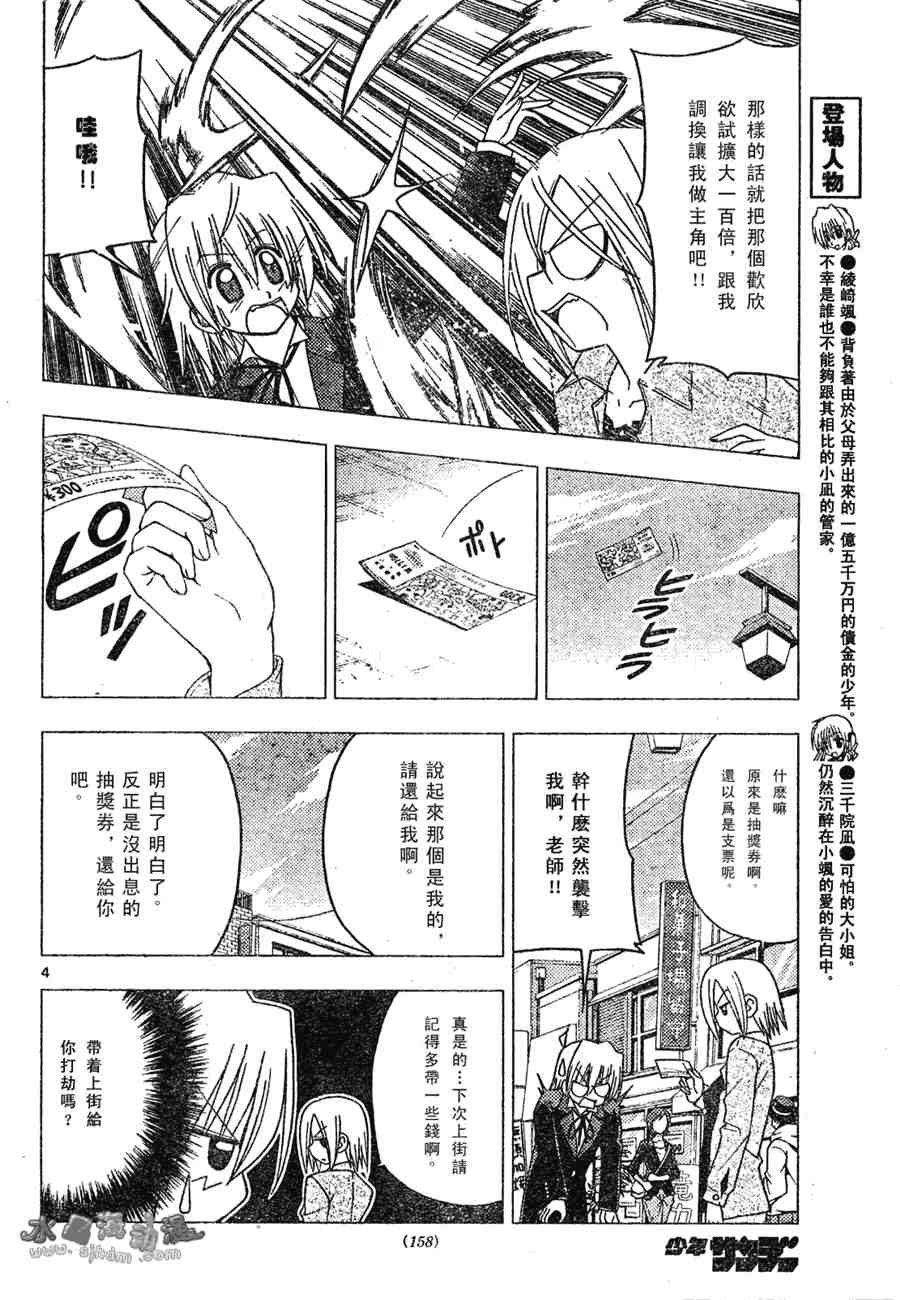 登場人物
●綾崎颯●背負著由於父母弄出來的一億五千万円的債金的少年。
不幸是誰也不能夠跟其相比的小凪的管家。
●三千院凪●可怕的大小姐。
仍然沉醉在小颯的愛的告白中。
那樣的話就把那個歡欣
欲試擴大一百倍，跟我
調換讓我做主角吧!!
哇
哦!!
ヒラ
ヒラ
ポト
¥300
ピッ
什麽嘛
原來是抽獎券啊。
還以爲是支票呢。
幹什麽突然襲擊
我啊，老師!!
說起來那個是我的，
請還給我啊。
明白了明白了。
反正是沒出息的
抽獎券，還給你
吧。
真是的…下次上街請
記得多帶一些錢啊。
帶着上街給
你打劫嗎？
4
(158)
少年サンデー
www.sjhdm.com